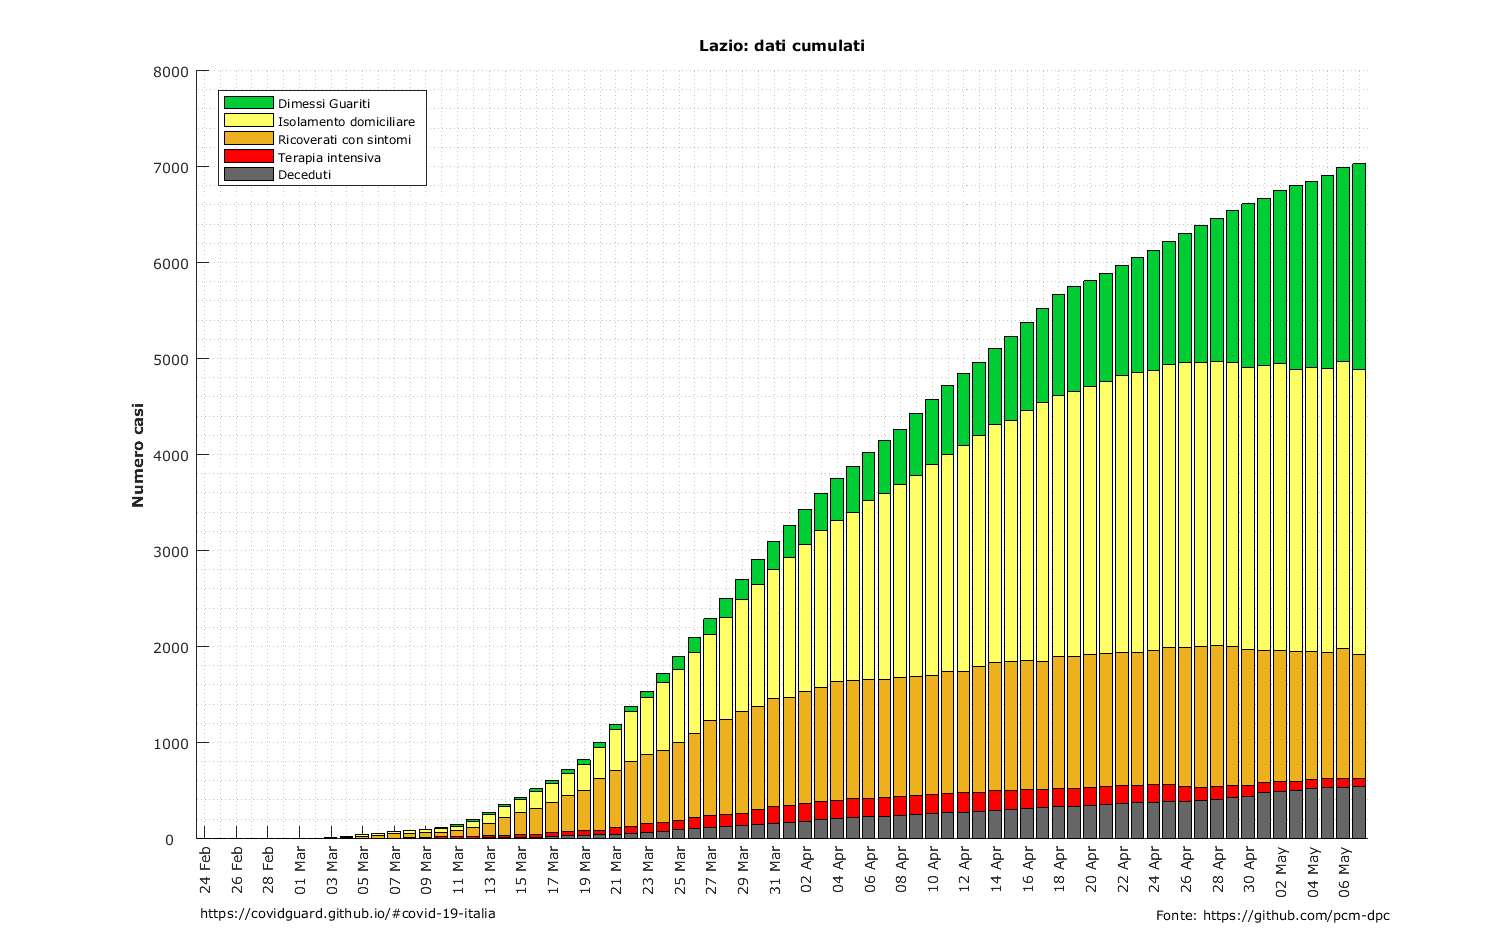 Lazio: dati cumulati
8000
7000
6000
5000
4000
3000
2000
1000
0
Numero casi
Dimessi Guariti
Isolamento domiciliare
Ricoverati con sintomi
Terapia intensiva
Deceduti
24 Feb
26 Feb
28 Feb
01 Mar
03 Mar
05 Mar
07 Mar
09 Mar
11 Mar
13 Mar
15 Mar
17 Mar
19 Mar
21 Mar
23 Mar
25 Mar
27 Mar
29 Mar
31 Mar
02 Apr
04 Apr
06 Apr
08 Apr
10 Apr
12 Apr
14 Apr
16 Apr
18 Apr
20 Apr
22 Apr
24 Apr
26 Apr
28 Apr
30 Apr
02 May
04 May
06 May
https://covidguard.github.io/#covid-19-italia
Fonte: https://github.com/pcm-dpc